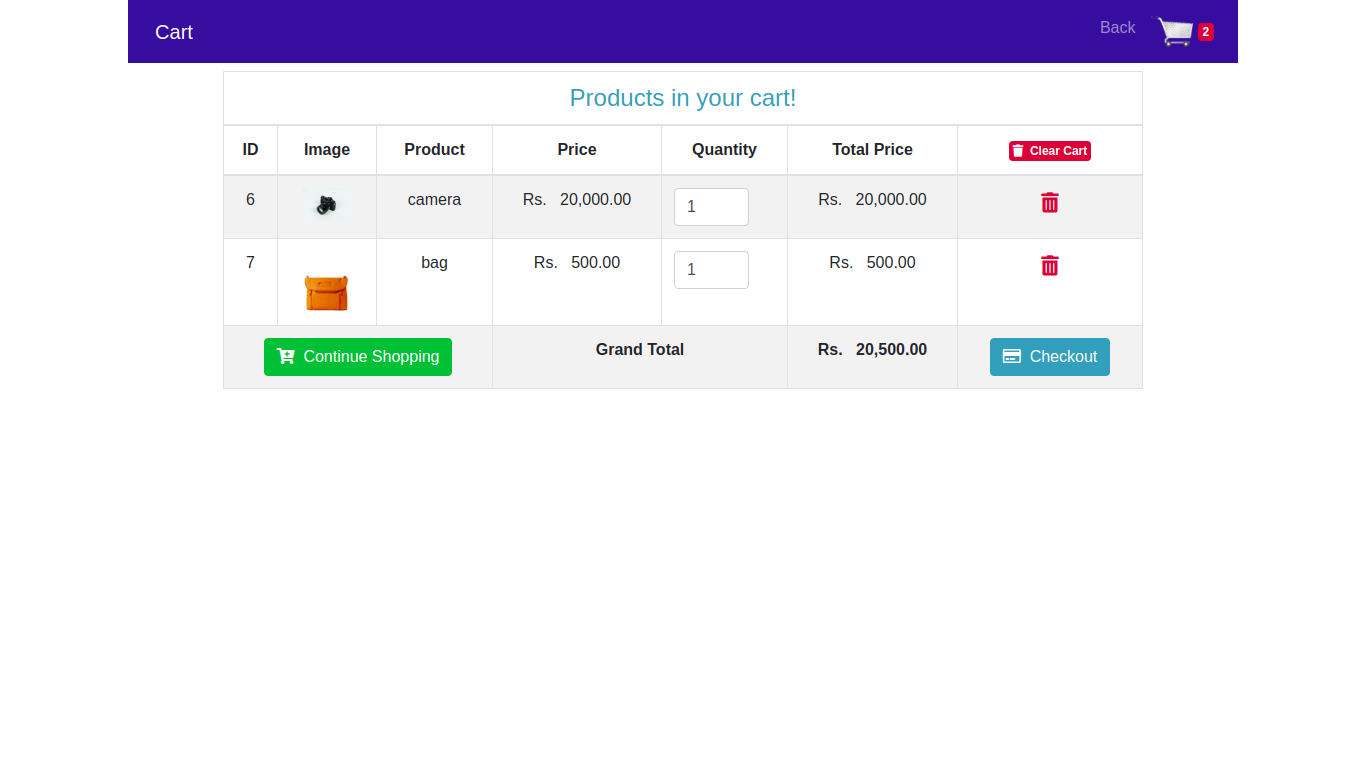 Cart
Back
2
Products in your cart!
ID Image Product Price Quantity Total Price Clear Cart
6 camera Rs. 20,000.00 1 Rs. 20,000.00
7 bag Rs. 500.00 1 Rs. 500.00
Continue Shopping Grand Total Rs. 20,500.00 Checkout